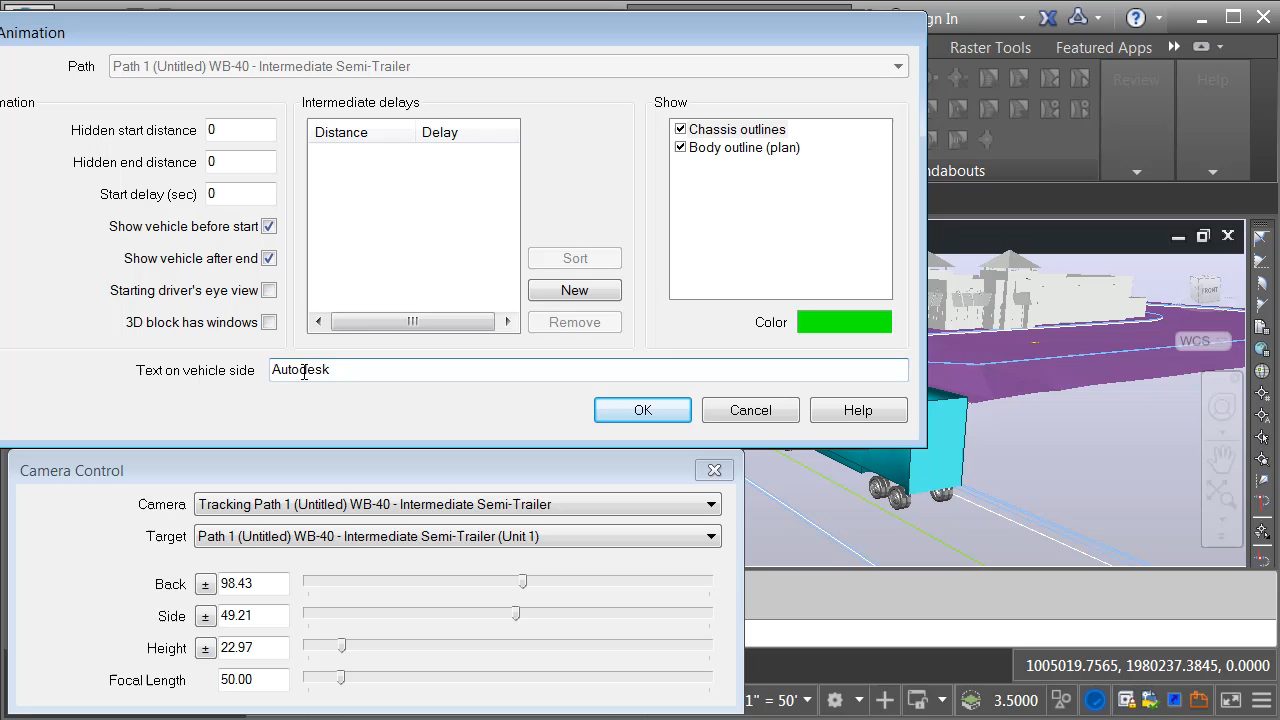 gn In
Animation
Raster Tools
Featured Apps
Path
Path 1 (Untitled) WB-40 - Intermediate Semi-Trailer
Review
Help
mation
Intermediate delays
Show
Hidden start distance
0
Distance
Delay
Chassis outlines
Body outline (plan)
Hidden end distance
0
ndabouts
Start delay (sec)
0
Show vehicle before start
Show vehicle after end
Sort
Starting driver's eye view
New
FRONT
3D block has windows
Remove
Color
WCS
Text on vehicle side
Autodesk
OK
Cancel
Help
Camera Control
Camera
Tracking Path 1 (Untitled) WB-40 - Intermediate Semi-Trailer
Target
Path 1 (Untitled) WB-40 - Intermediate Semi-Trailer (Unit 1)
Back
±
98.43
Side
±
49.21
Height
±
22.97
Focal Length
50.00
1005019.7565, 1980237.3845, 0.0000
1" = 50'
3.5000